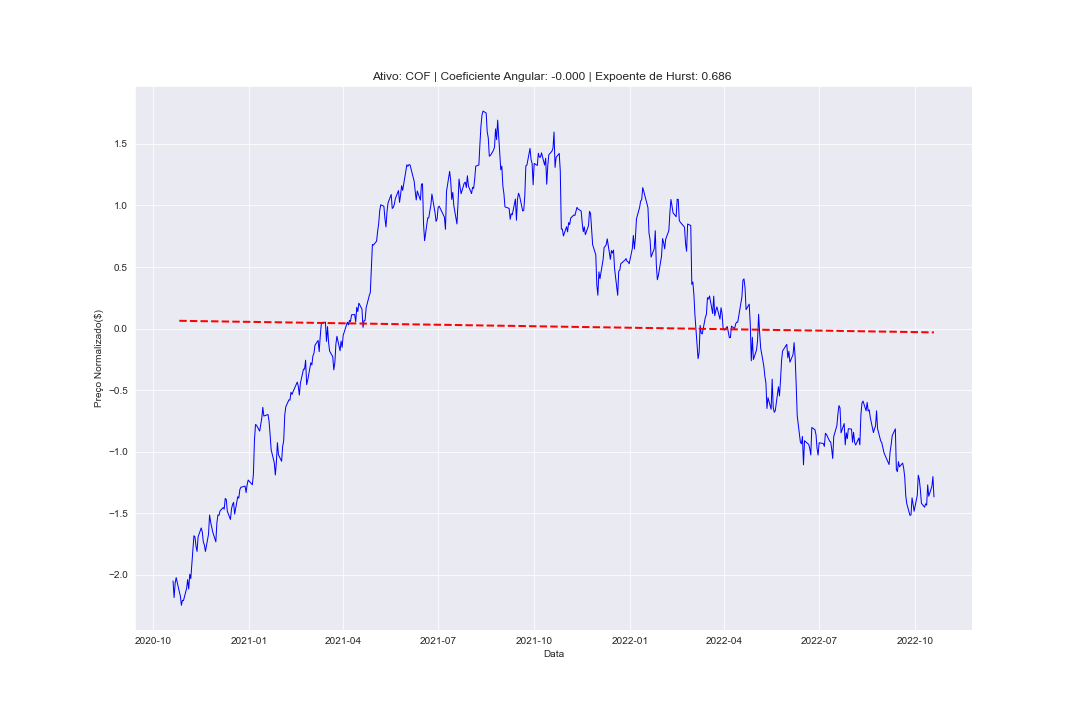 Ativo: COF | Coeficiente Angular: -0.000 | Expoente de Hurst: 0.686
1.5
1.0
0.5
0.0
−0.5
−1.0
−1.5
−2.0
Preço Normalizado($)
2020-10 2021-01 2021-04 2021-07 2021-10 2022-01 2022-04 2022-07 2022-10
Data